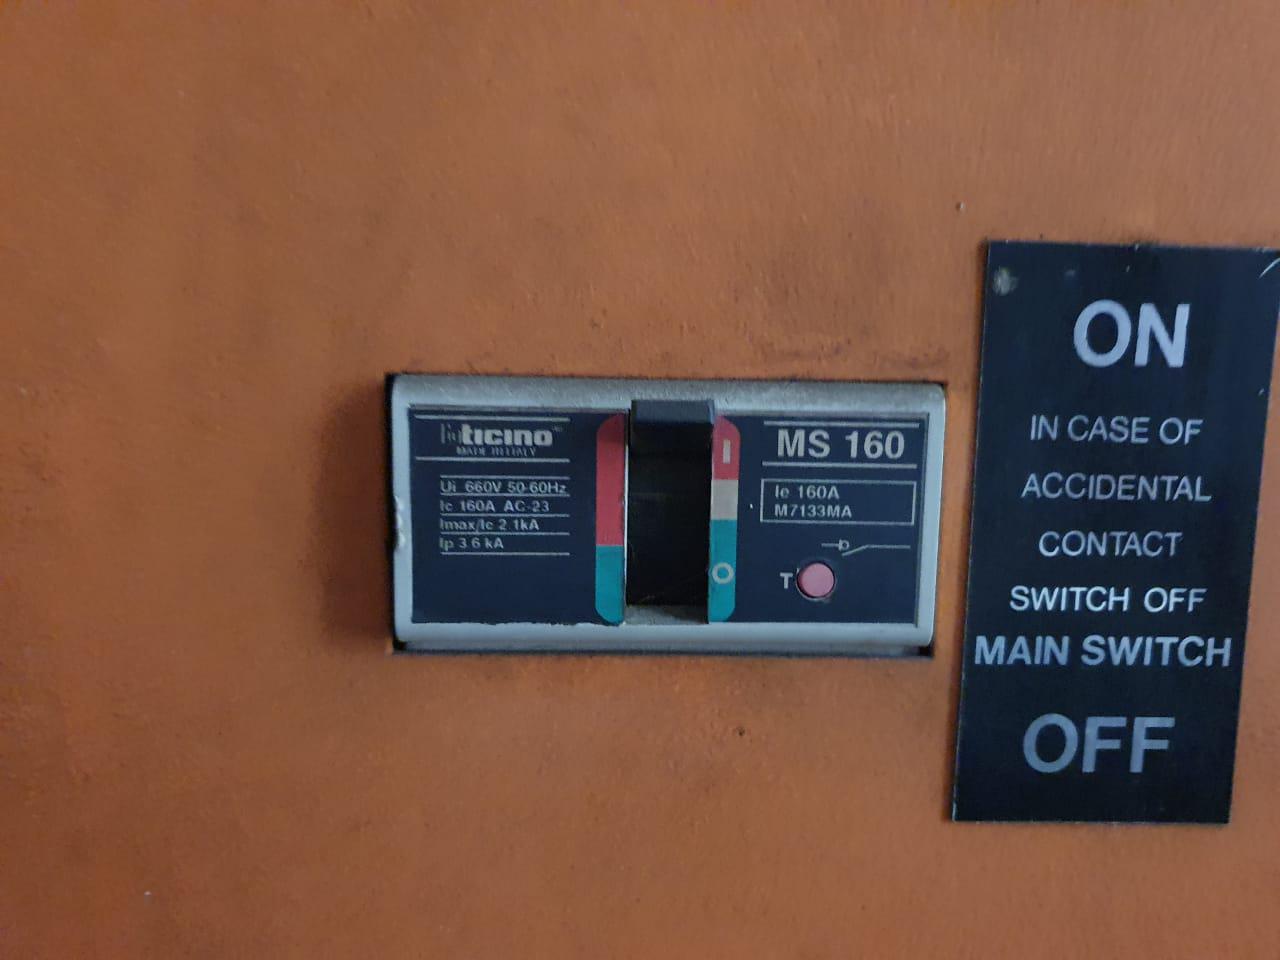 bticino
MADE IN ITALY
Ui 660V 50-60Hz
Ic 160A AC-23
Imax/Ic 2.1kA
Ip 3.6 kA
I
O
MS 160
Ie 160A
M7133MA
T
ON
IN CASE OF
ACCIDENTAL
CONTACT
SWITCH OFF
MAIN SWITCH
OFF